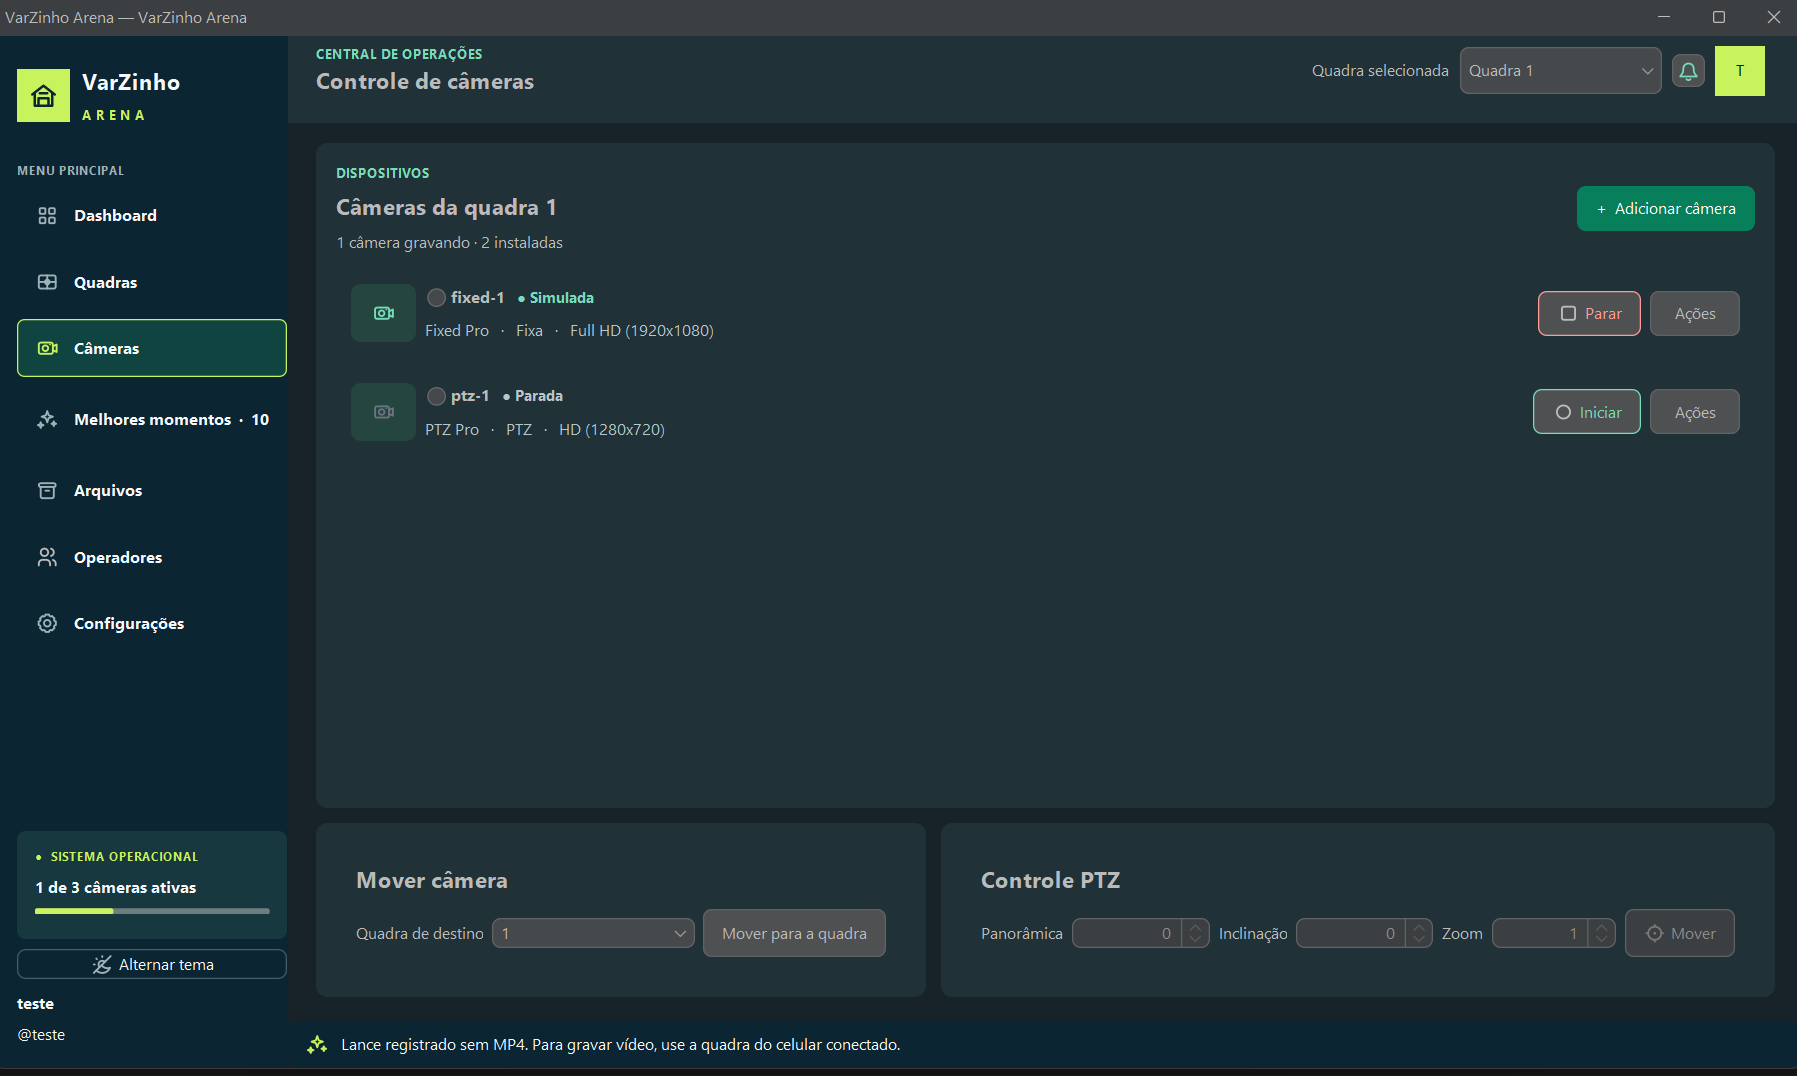 VarZinho Arena — VarZinho Arena
VarZinho
ARENA
MENU PRINCIPAL
Dashboard
Quadras
Câmeras
Melhores momentos · 10
Arquivos
Operadores
Configurações
• SISTEMA OPERACIONAL
1 de 3 câmeras ativas
Alternar tema
teste
@teste
CENTRAL DE OPERAÇÕES
Controle de câmeras
Quadra selecionada
Quadra 1
T
DISPOSITIVOS
Câmeras da quadra 1
1 câmera gravando · 2 instaladas
+ Adicionar câmera
fixed-1 • Simulada
Fixed Pro · Fixa · Full HD (1920x1080)
Parar
Ações
ptz-1 • Parada
PTZ Pro · PTZ · HD (1280x720)
Iniciar
Ações
Mover câmera
Quadra de destino
1
Mover para a quadra
Controle PTZ
Panorâmica
0
Inclinação
0
Zoom
1
Mover
Lance registrado sem MP4. Para gravar vídeo, use a quadra do celular conectado.